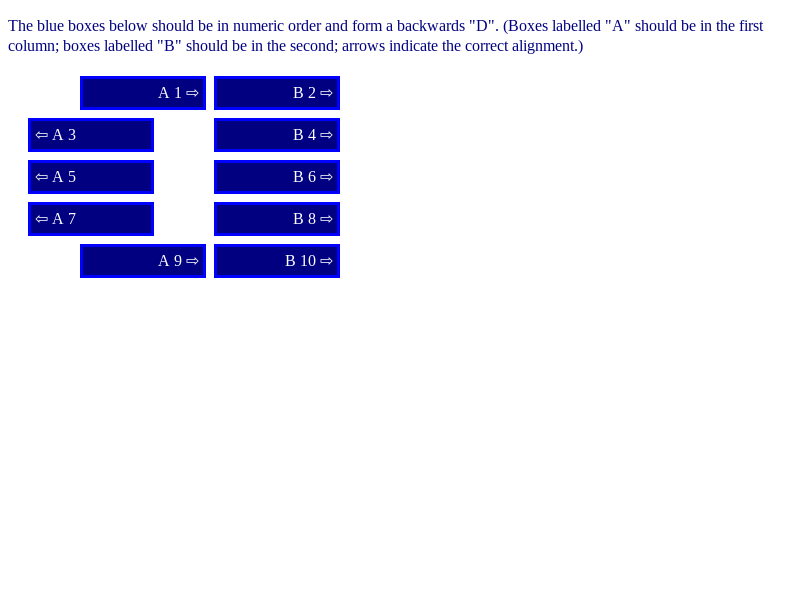 The blue boxes below should be in numeric order and form a backwards "D". (Boxes labelled "A" should be in the first
column; boxes labelled "B" should be in the second; arrows indicate the correct alignment.)
A 1 ⇨ B 2 ⇨
⇦ A 3 B 4 ⇨
⇦ A 5 B 6 ⇨
⇦ A 7 B 8 ⇨
A 9 ⇨ B 10 ⇨